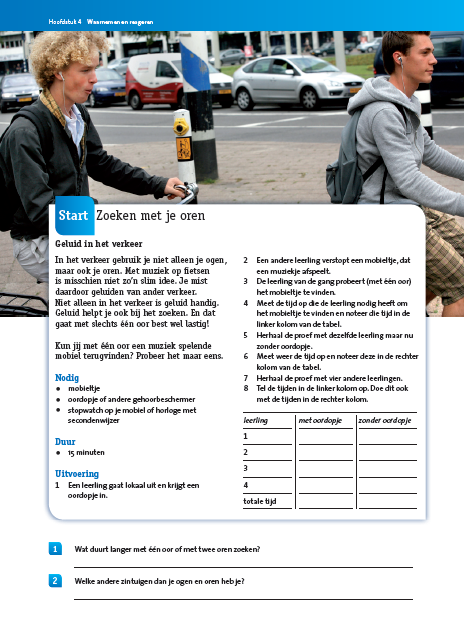 Hoofdstuk 4 Waarnemen en reageren
Start Zoeken met je oren
Geluid in het verkeer
In het verkeer gebruik je niet alleen je ogen,
maar ook je oren. Met muziek op fietsen
is misschien niet zo’n slim idee. Je mist
daardoor geluiden van ander verkeer.
Niet alleen in het verkeer is geluid handig.
Geluid helpt je ook bij het zoeken. En dat
gaat met slechts één oor best wel lastig!
Kun jij met één oor een muziek spelende
mobiel terugvinden? Probeer het maar eens.
Nodig
• mobieltje
• oordopje of andere gehoorbeschermer
• stopwatch op je mobiel of horloge met
secondenwijzer
Duur
• 15 minuten
Uitvoering
1 Een leerling gaat lokaal uit en krijgt een
oordopje in.
2 Een andere leerling verstopt een mobieltje, dat
een muziekje afspeelt.
3 De leerling van de gang probeert (met één oor)
het mobieltje te vinden.
4 Meet de tijd op die de leerling nodig heeft om
het mobieltje te vinden en noteer die tijd in de
linker kolom van de tabel.
5 Herhaal de proef met dezelfde leerling maar nu
zonder oordopje.
6 Meet weer de tijd op en noteer deze in de rechter
kolom van de tabel.
7 Herhaal de proef met vier andere leerlingen.
8 Tel de tijden in de linker kolom op. Doe dit ook
met de tijden in de rechter kolom.
leerling met oordopje zonder oordopje
1
2
3
4
totale tijd
1 Wat duurt langer met één oor of met twee oren zoeken?
2 Welke andere zintuigen dan je ogen en oren heb je?